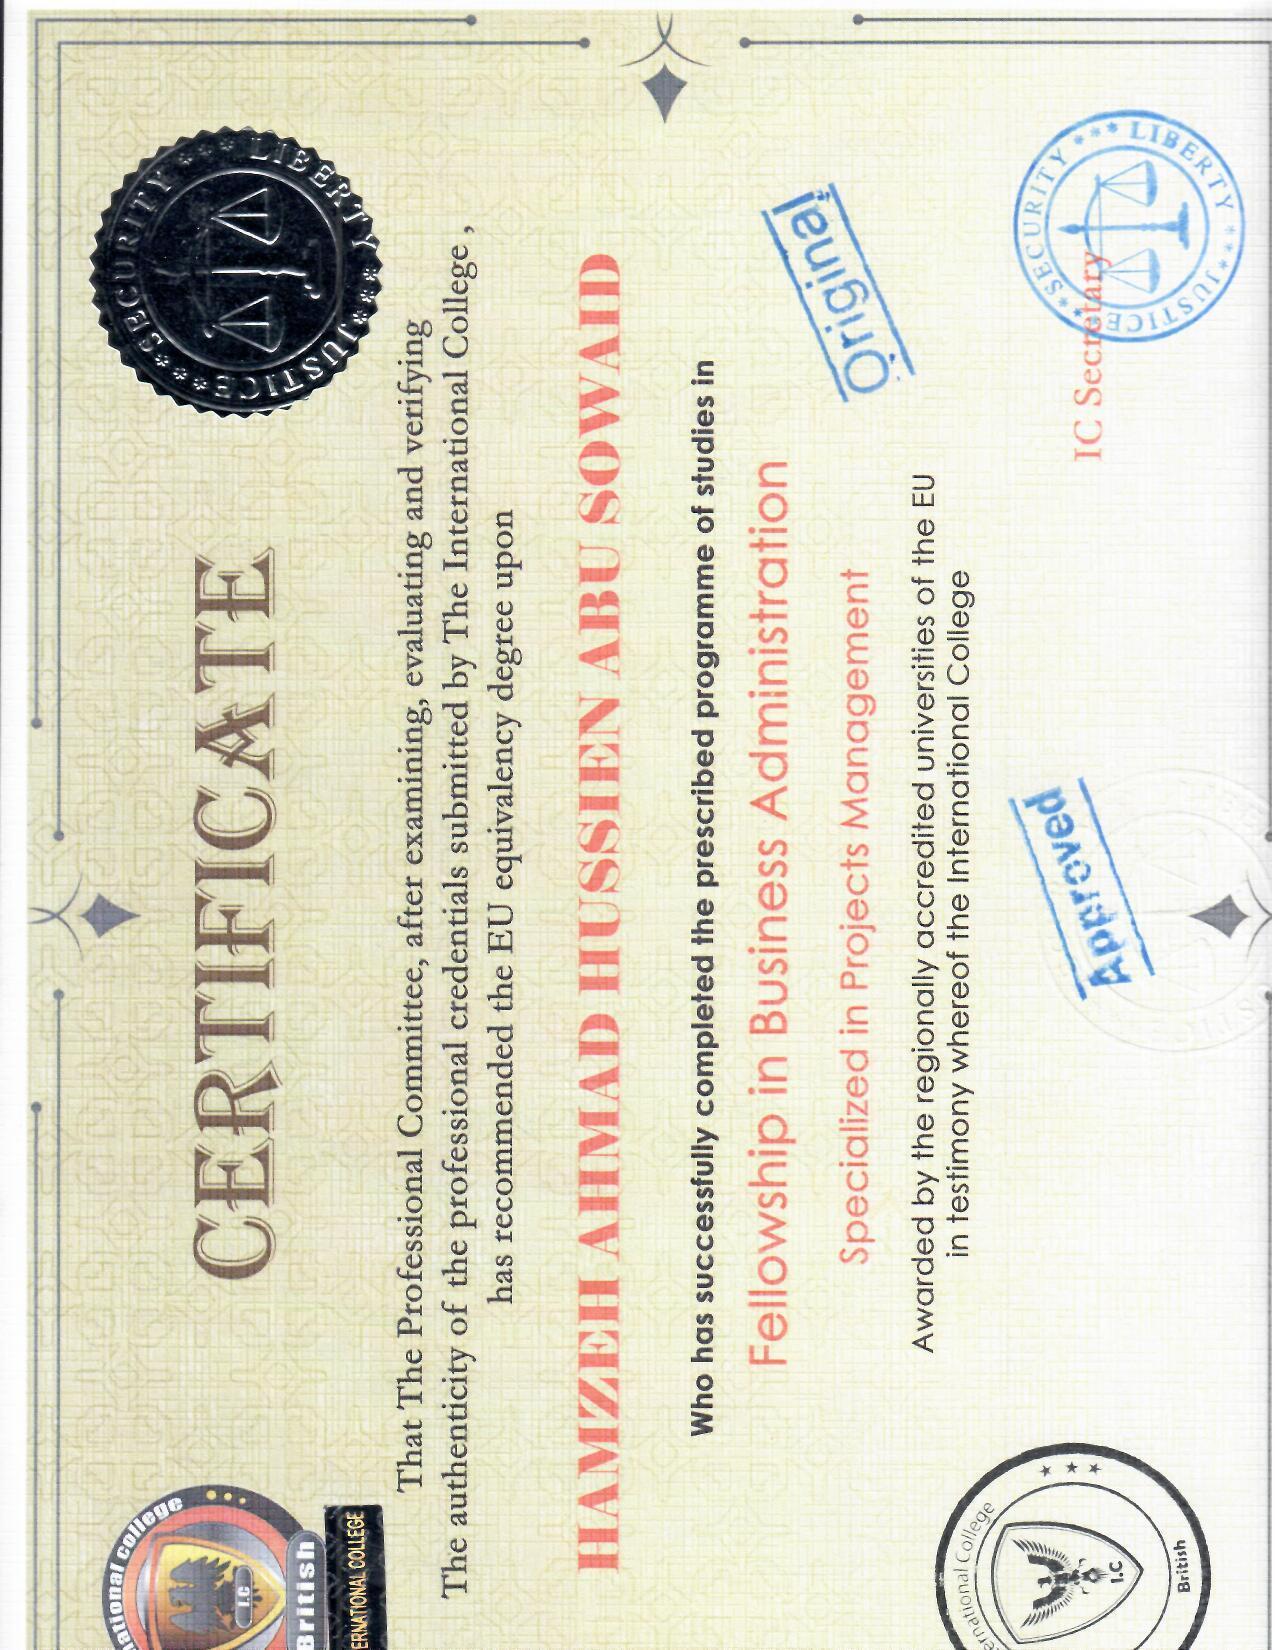 national college
I.C
British
ERNATIONAL COLLEGE
CERTIFICATE
SECURITY
LIBERTY
JUSTICE
That The Professional Committee, after examining, evaluating and verifying
The authenticity of the professional credentials submitted by The International College ,
has recommended the EU equivalency degree upon
HAMZEH AHMAD HUSSIEN ABU SOWAID
Who has successfully completed the prescribed programme of studies in
Fellowship in Business Administration
Specialized in Projects Management
Original
Awarded by the regionally accredited universities of the EU
in testimony whereof the International College
ernational College
I.C
British
Approved
IC Secretary
SECURITY
LIBERTY
JUSTICE